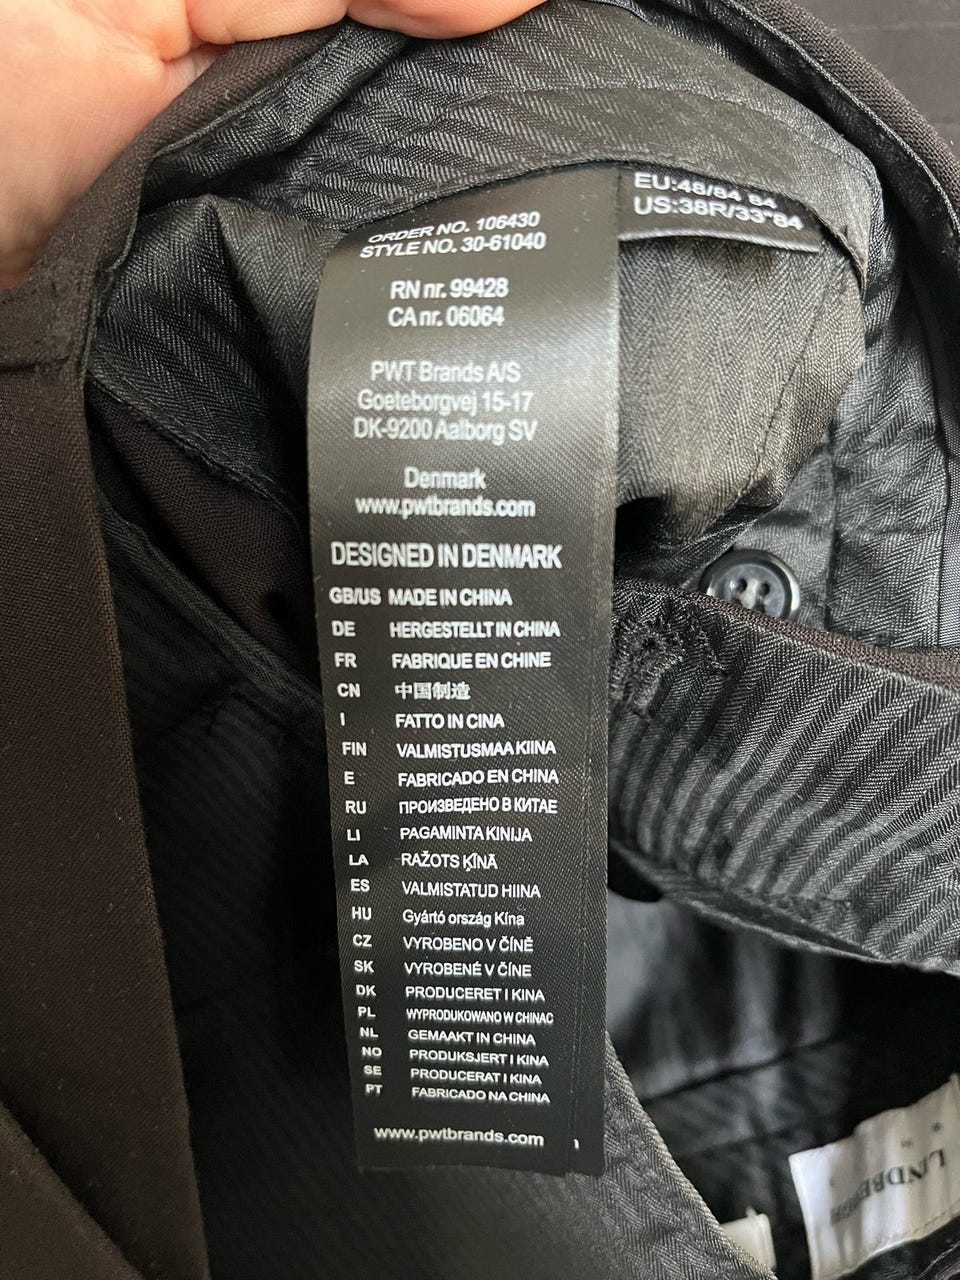 EU:48/84 84
US:38R/33"84
ORDER NO. 106430
STYLE NO. 30-61040
RN nr. 99428
CA nr. 06064
PWT Brands A/S
Goeteborgvej 15-17
DK-9200 Aalborg SV
Denmark
www.pwtbrands.com
DESIGNED IN DENMARK
GB/US MADE IN CHINA
DE HERGESTELLT IN CHINA
FR FABRIQUE EN CHINE
CN 中国制造
I FATTO IN CINA
FIN VALMISTUSMAA KIINA
E FABRICADO EN CHINA
RU ПРОИЗВЕДЕНО В КИТАЕ
LI PAGAMINTA KINIJA
LA RAŽOTS ĶĪNĀ
ES VALMISTATUD HIINA
HU Gyártó ország Kína
CZ VYROBENO V ČÍNĚ
SK VYROBENÉ V ČÍNE
DK PRODUCERET I KINA
PL WYPRODUKOWANO W CHINAC
NL GEMAAKT IN CHINA
NO PRODUKSJERT I KINA
SE PRODUCERAT I KINA
PT FABRICADO NA CHINA
www.pwtbrands.com
LINDBERGH